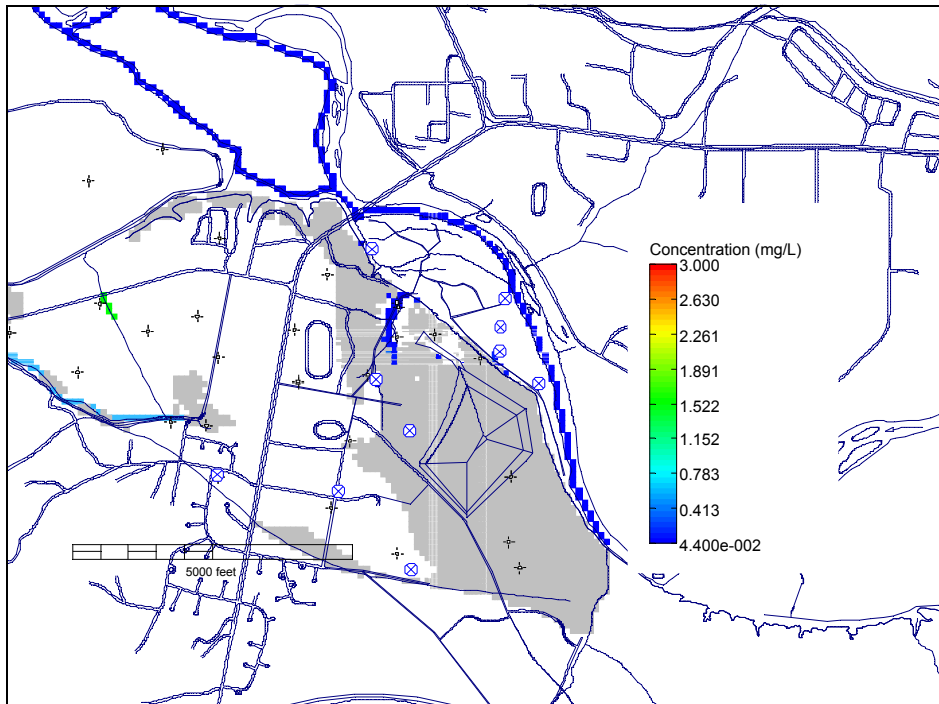 Concentration (mg/L)
3.000
2.630
2.261
1.891
1.522
1.152
0.783
0.413
4.400e-002
5000 feet